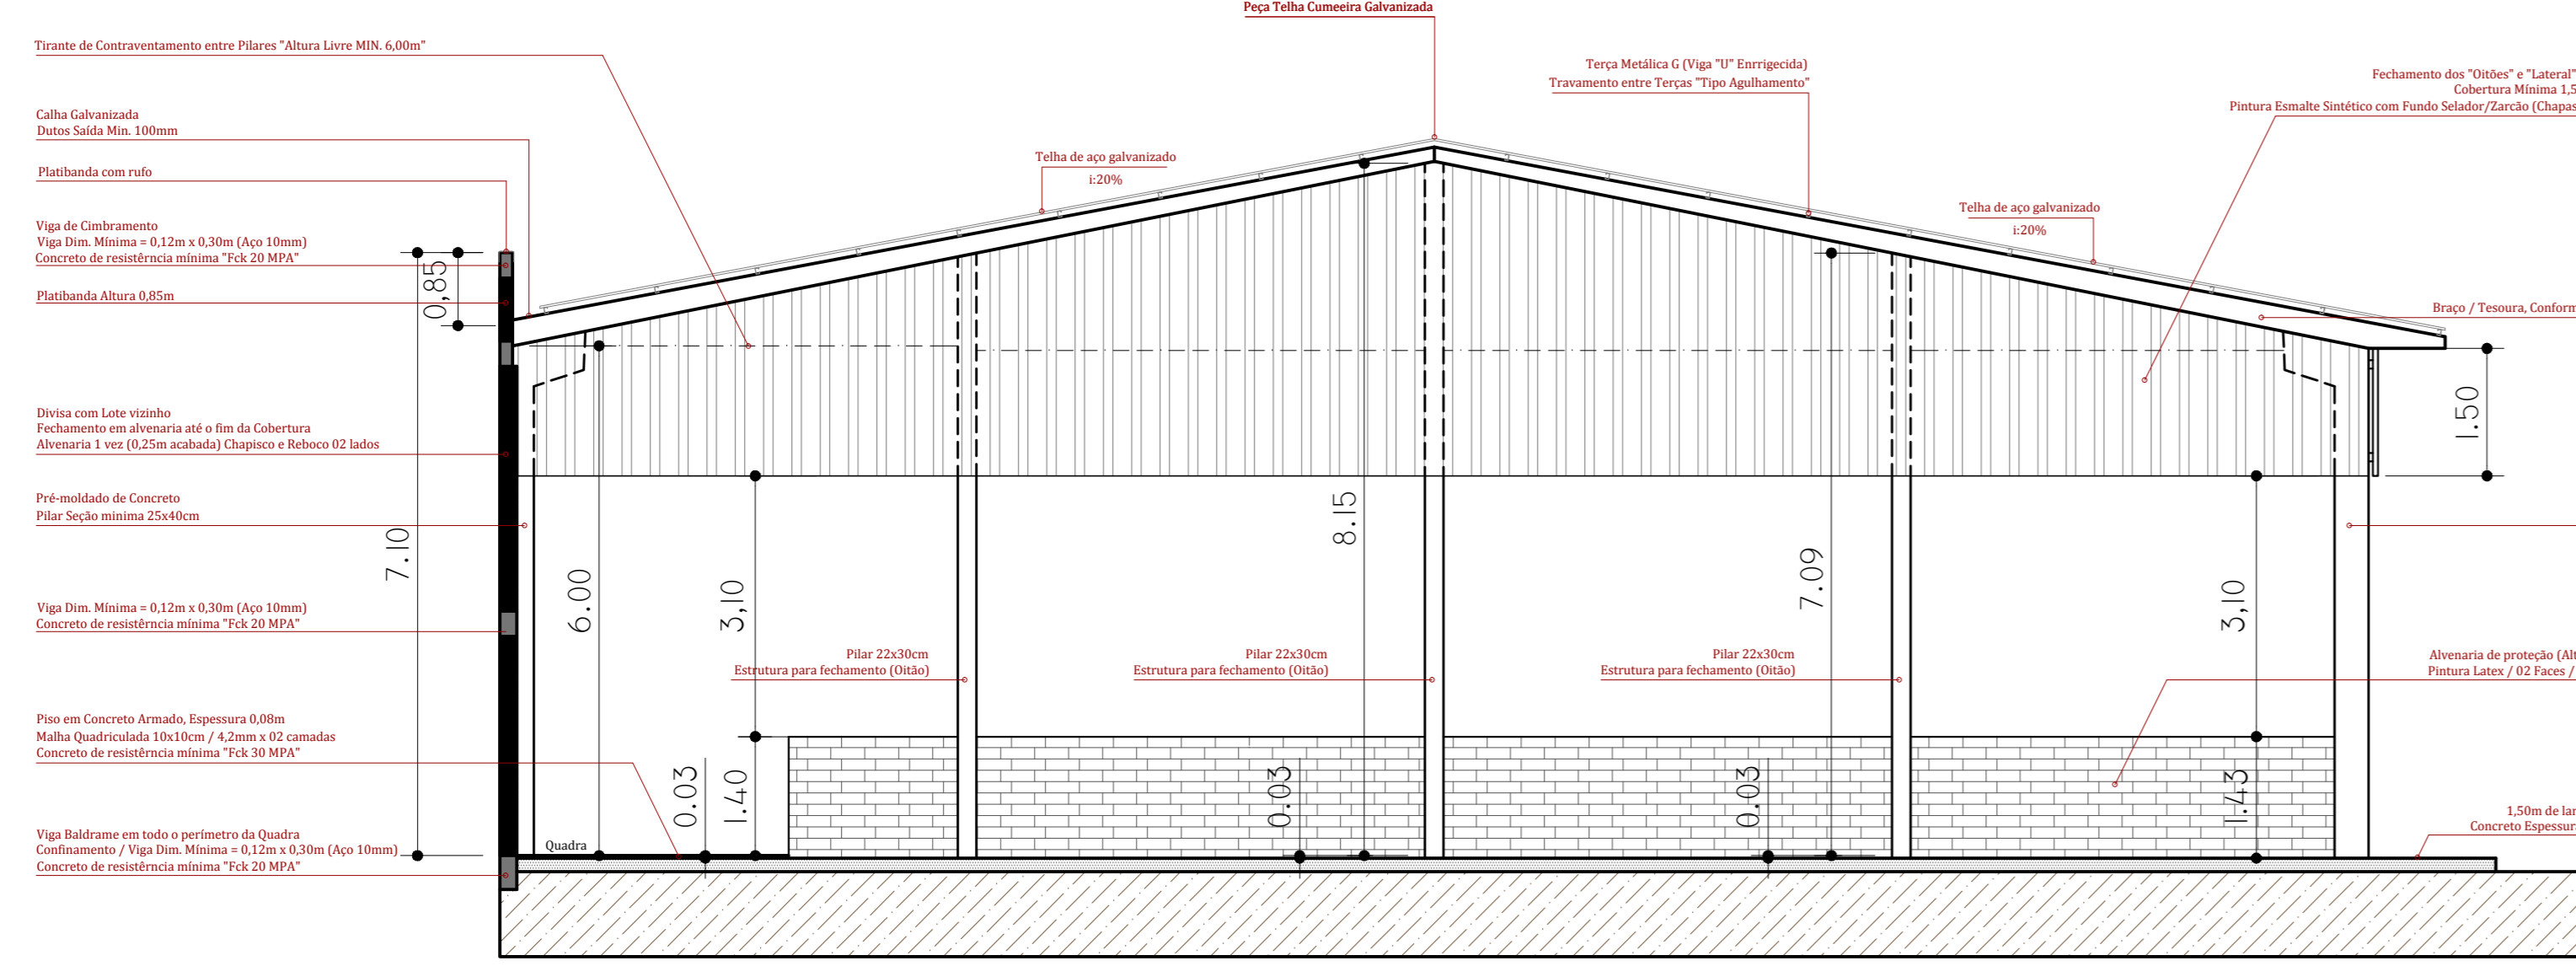 Peça Telha Cumeeira Galvanizada
Tirante de Contraventamento entre Pilares "Altura Livre MIN. 6,00m"
Terça Metálica G (Viga "U" Enrrigecida)
Travamento entre Terças "Tipo Agulhamento"
Fechamento dos "Oitões" e "Lateral"
Cobertura Mínima 1,5
Pintura Esmalte Sintético com Fundo Selador/Zarcão (Chapas
Calha Galvanizada
Dutos Saída Min. 100mm
Telha de aço galvanizado
i:20%
Platibanda com rufo
Telha de aço galvanizado
i:20%
Viga de Cimbramento
Viga Dim. Mínima = 0,12m x 0,30m (Aço 10mm)
Concreto de resistêrncia mínima "Fck 20 MPA"
0,85
Platibanda Altura 0,85m
Braço / Tesoura, Conform
Divisa com Lote vizinho
Fechamento em alvenaria até o fim da Cobertura
Alvenaria 1 vez (0,25m acabada) Chapisco e Reboco 02 lados
1.50
Pré-moldado de Concreto
Pilar Seção minima 25x40cm
7.10
8.15
6.00
3,10
7.09
3,10
Viga Dim. Mínima = 0,12m x 0,30m (Aço 10mm)
Concreto de resistêrncia mínima "Fck 20 MPA"
Pilar 22x30cm
Estrutura para fechamento (Oitão)
Pilar 22x30cm
Estrutura para fechamento (Oitão)
Pilar 22x30cm
Estrutura para fechamento (Oitão)
Alvenaria de proteção (Alt
Pintura Latex / 02 Faces /
Piso em Concreto Armado, Espessura 0,08m
Malha Quadriculada 10x10cm / 4,2mm x 02 camadas
Concreto de resistêrncia mínima "Fck 30 MPA"
0.03
1.40
0.03
0.03
1.43
1,50m de lar
Concreto Espessura
Viga Baldrame em todo o perímetro da Quadra
Confinamento / Viga Dim. Mínima = 0,12m x 0,30m (Aço 10mm)
Concreto de resistêrncia mínima "Fck 20 MPA"
Quadra